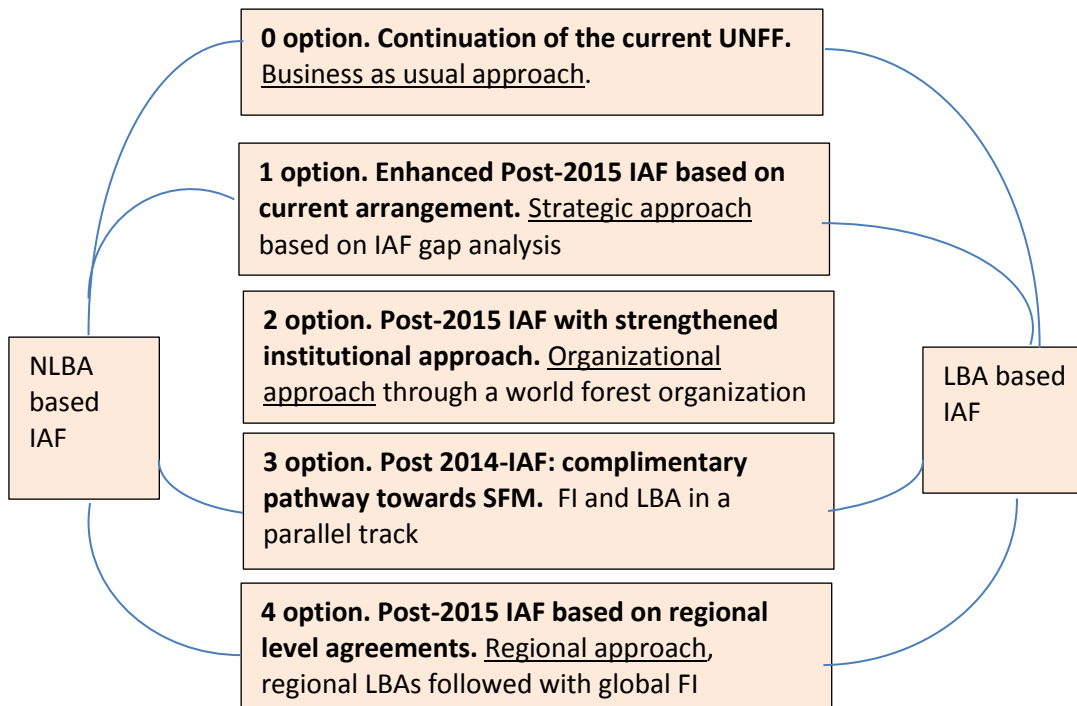 0 option. Continuation of the current UNFF.
Business as usual approach.
1 option. Enhanced Post-2015 IAF based on
current arrangement. Strategic approach
based on IAF gap analysis
2 option. Post-2015 IAF with strengthened
institutional approach. Organizational
approach through a world forest organization
NLBA
based
IAF
LBA based
IAF
3 option. Post 2014-IAF: complimentary
pathway towards SFM. FI and LBA in a
parallel track
4 option. Post-2015 IAF based on regional
level agreements. Regional approach,
regional LBAs followed with global FI